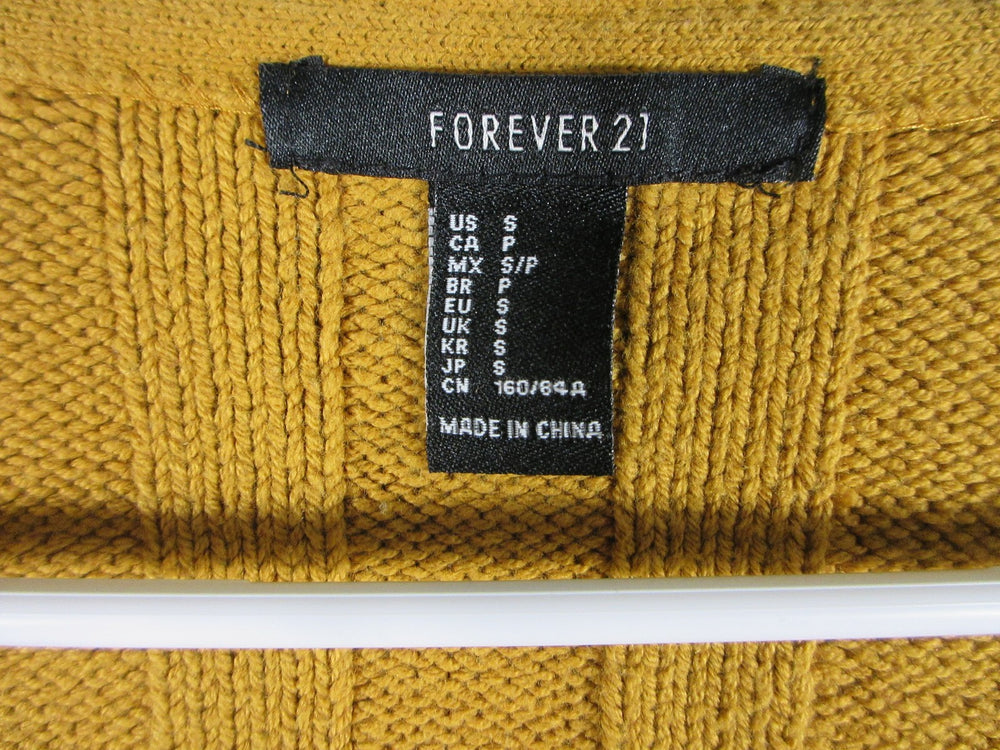 FOREVER 21
US S
CA P
MX S/P
BR P
EU S
UK S
KR S
JP S
CN 160/84A
MADE IN CHINA